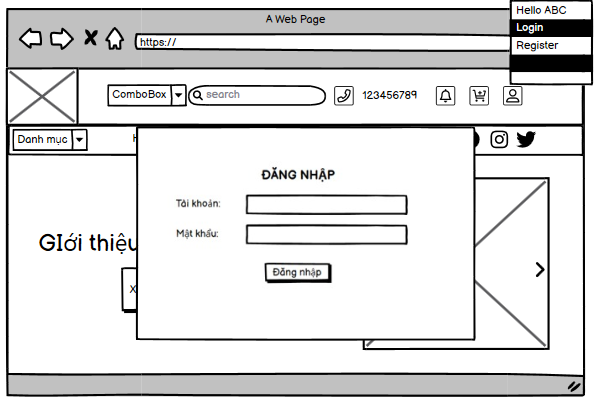 A Web Page
Hello ABC
Login
Register
https://
ComboBox
search
123456789
Danh mục
ĐĂNG NHẬP
Tài khoản:
Mật khẩu:
Đăng nhập
GIới thiệu
X